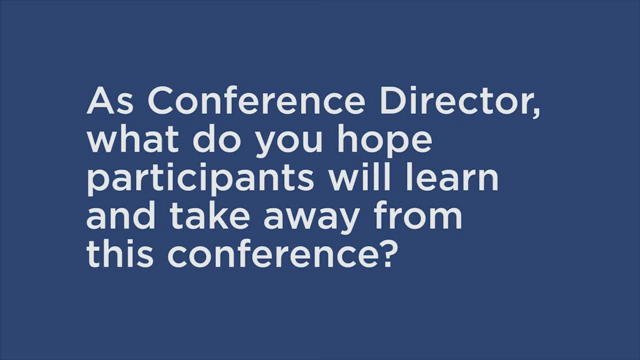 As Conference Director,
what do you hope
participants will learn
and take away from
this conference?